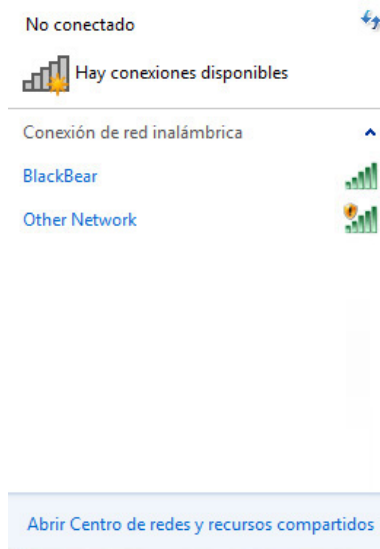 No conectado
Hay conexiones disponibles
Conexión de red inalámbrica
BlackBear
Other Network
Abrir Centro de redes y recursos compartidos